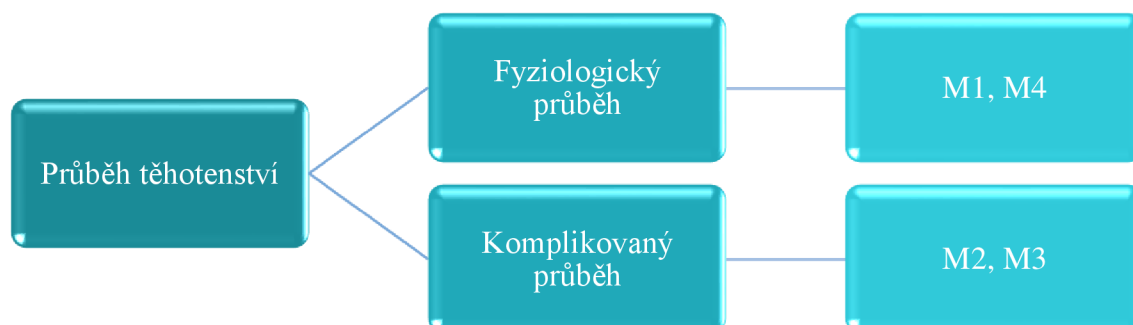 Průběh těhotenství
Fyziologický
průběh
M1, M4
Komplikovaný
průběh
M2, M3